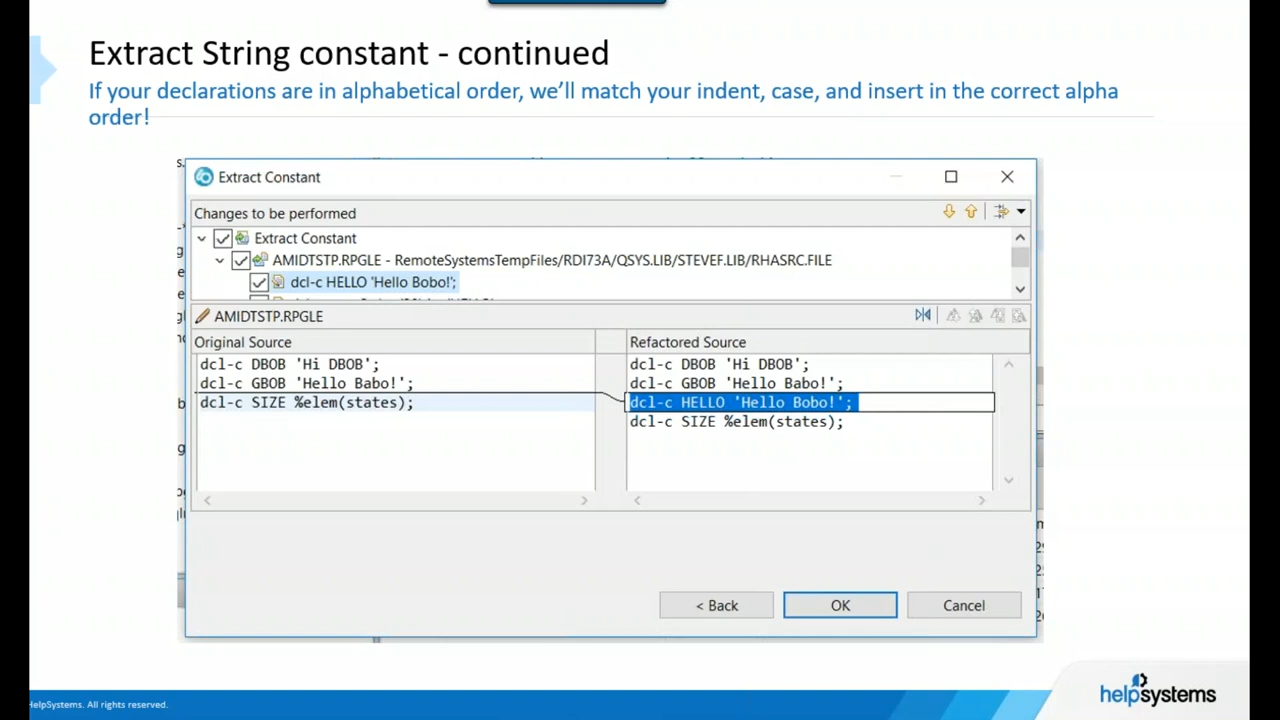 Extract String constant - continued
If your declarations are in alphabetical order, we'll match your indent, case, and insert in the correct alpha
order!
Extract Constant
Changes to be performed
Extract Constant
AMIDTSTP.RPGLE - RemoteSystemsTempFiles/RDI73A/QSYS.LIB/STEVEF.LIB/RHASRC.FILE
dcl-c HELLO 'Hello Bobo!';
AMIDTSTP.RPGLE
Original Source
Refactored Source
dcl-c DBOB 'Hi DBOB';
dcl-c GBOB 'Hello Babo!';
dcl-c SIZE %elem(states);
dcl-c DBOB 'Hi DBOB';
dcl-c GBOB 'Hello Babo!';
dcl-c HELLO 'Hello Bobo!';
dcl-c SIZE %elem(states);
< Back
OK
Cancel
HelpSystems. All rights reserved.
helpsystems